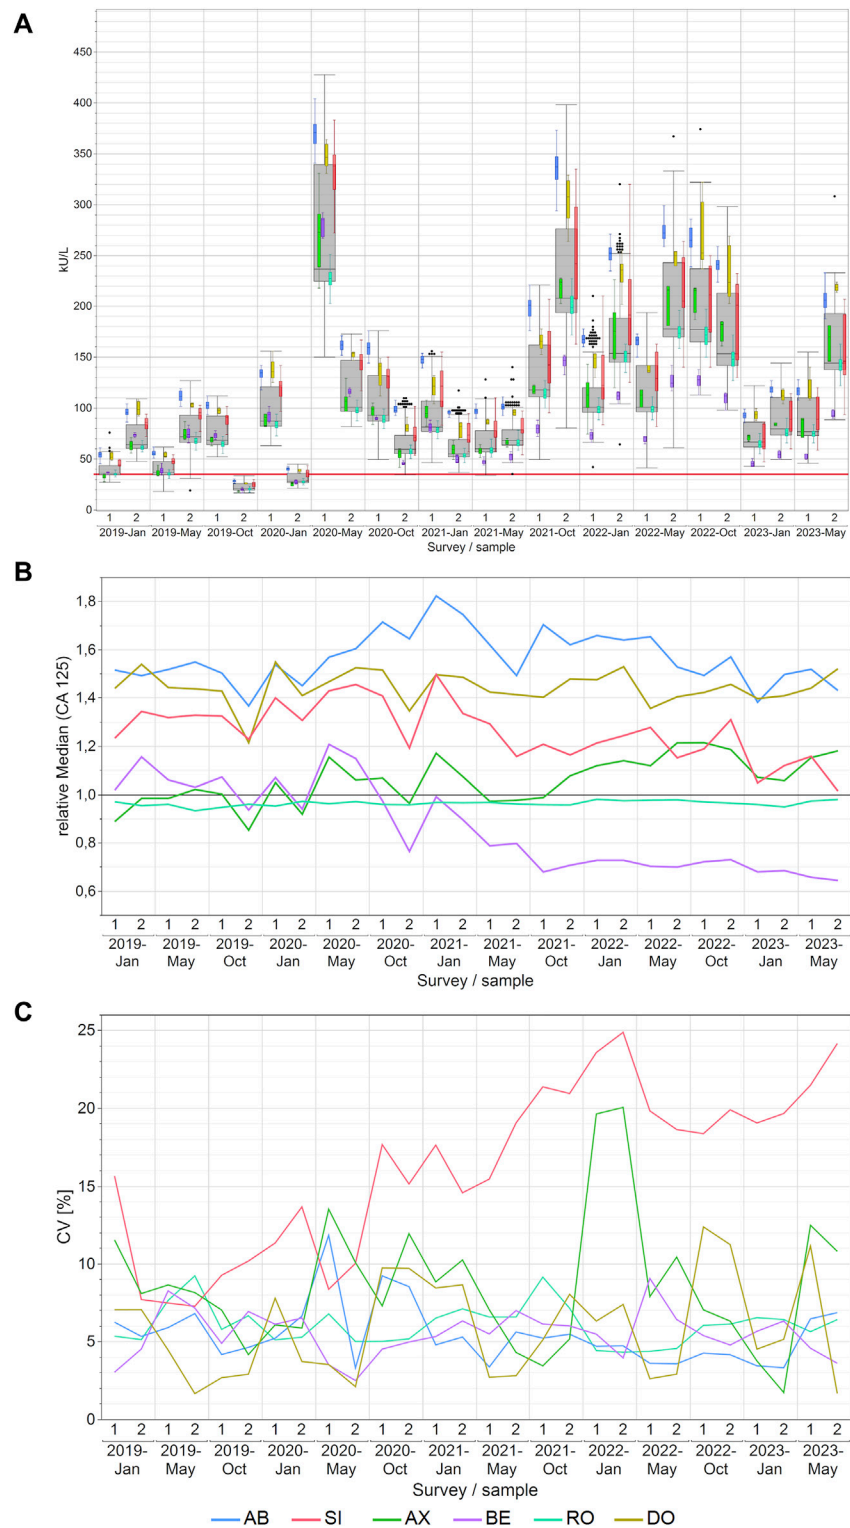 A
450
400
350
300
250
200
150
100
50
0
kU/L
1 2 1 2 1 2 1 2 1 2 1 2 1 2 1 2 1 2 1 2 1 2 1 2 1 2 1 2
2019-Jan 2019-May 2019-Oct 2020-Jan 2020-May 2020-Oct 2021-Jan 2021-May 2021-Oct 2022-Jan 2022-May 2022-Oct 2023-Jan 2023-May
Survey / sample
B
1,8
1,6
1,4
1,2
1,0
0,8
0,6
relative Median (CA 125)
1 2 1 2 1 2 1 2 1 2 1 2 1 2 1 2 1 2 1 2 1 2 1 2 1 2 1 2
2019- 2019- 2019- 2020- 2020- 2020- 2021- 2021- 2021- 2022- 2022- 2022- 2023- 2023-
Jan May Oct Jan May Oct Jan May Oct Jan May Oct Jan May
Survey / sample
C
25
20
15
10
5
0
CV [%]
1 2 1 2 1 2 1 2 1 2 1 2 1 2 1 2 1 2 1 2 1 2 1 2 1 2 1 2
2019- 2019- 2019- 2020- 2020- 2020- 2021- 2021- 2021- 2022- 2022- 2022- 2023- 2023-
Jan May Oct Jan May Oct Jan May Oct Jan May Oct Jan May
Survey / sample
AB SI AX BE RO DO